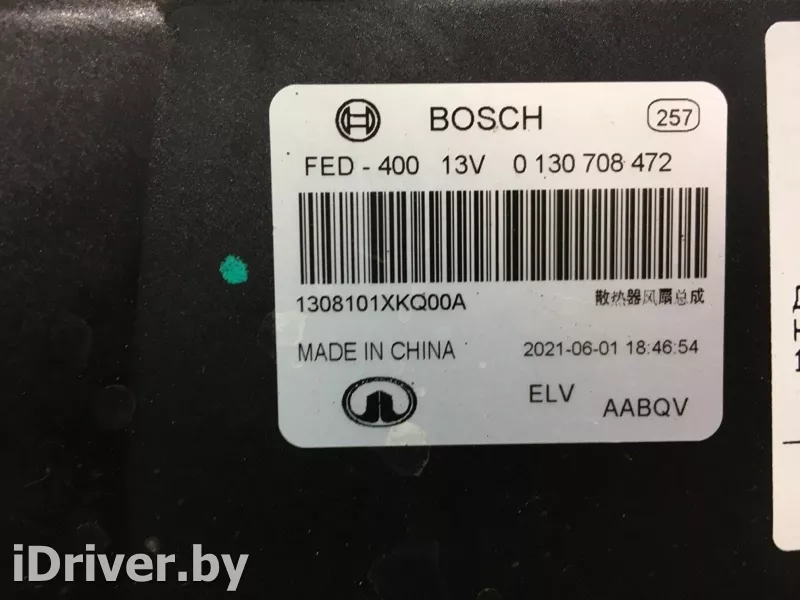 BOSCH 257
FED - 400 13V 0 130 708 472
1308101XKQ00A 散热器风扇总成
MADE IN CHINA 2021-06-01 18:46:54
ELV AABQV
iDriver.by